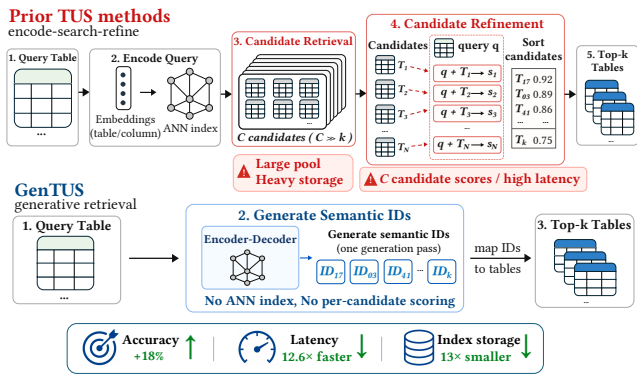 Prior TUS methods
encode-search-refine
1. Query Table
...
2. Encode Query
Embeddings
(table/column)
ANN index
3. Candidate Retrieval
C candidates ( C ≫ k )
Large pool
Heavy storage
4. Candidate Refinement
Candidates
query q
Sort
candidates
T1
q + T1 → s1
T17 0.92
T2
q + T2 → s2
T03 0.89
T3
q + T3 → s3
T41 0.86
...
...
...
TN
q + TN → sN
Tk 0.75
C candidate scores / high latency
5. Top-k
Tables
...
GenTUS
generative retrieval
1. Query Table
...
2. Generate Semantic IDs
Encoder-Decoder
Generate semantic IDs
(one generation pass)
ID17 ID03 ID41 ··· IDk
No ANN index, No per-candidate scoring
map IDs
to tables
3. Top-k Tables
...
Accuracy
+18%
Latency
12.6× faster
Index storage
13× smaller